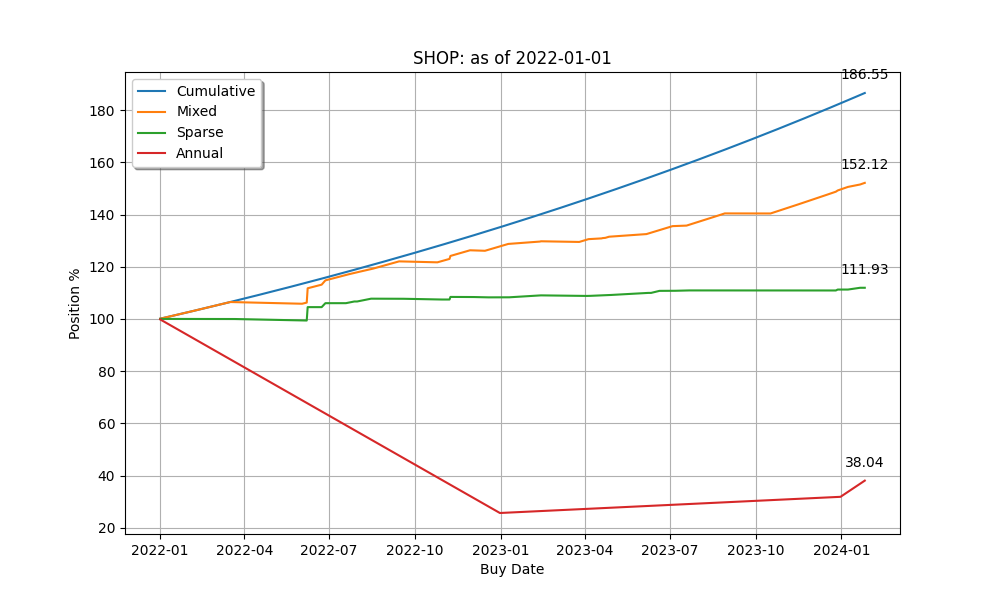 SHOP: as of 2022-01-01
186.55
Cumulative
Mixed
Sparse
Annual
152.12
111.93
38.04
180
160
140
120
100
80
60
40
20
Position %
2022-01 2022-04 2022-07 2022-10 2023-01 2023-04 2023-07 2023-10 2024-01
Buy Date